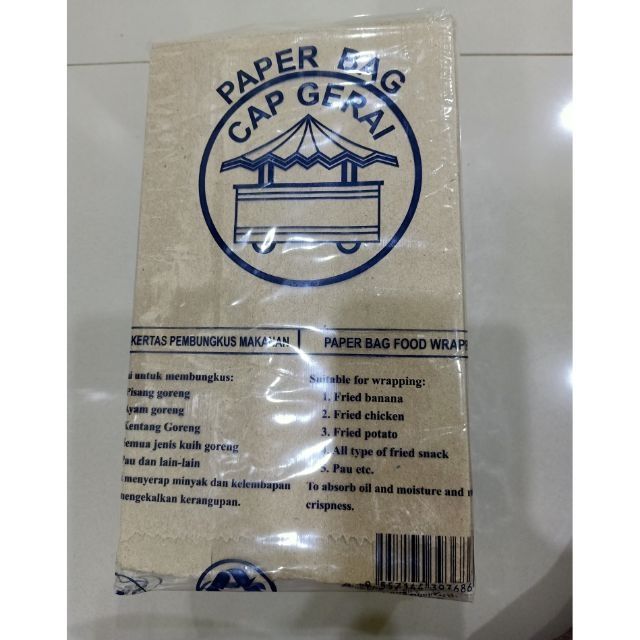 PAPER BAG
CAP GERAI
KERTAS PEMBUNGKUS MAKANAN
PAPER BAG FOOD WRAPP
untuk membungkus:
Pisang goreng
Ayam goreng
Kentang Goreng
Semua jenis kuih goreng
Pau dan lain-lain
menyerap minyak dan kelembapan
mengekalkan kerangupan.
Suitable for wrapping:
1. Fried banana
2. Fried chicken
3. Fried potato
4. All type of fried snack
5. Pau etc.
To absorb oil and moisture and
crispness.